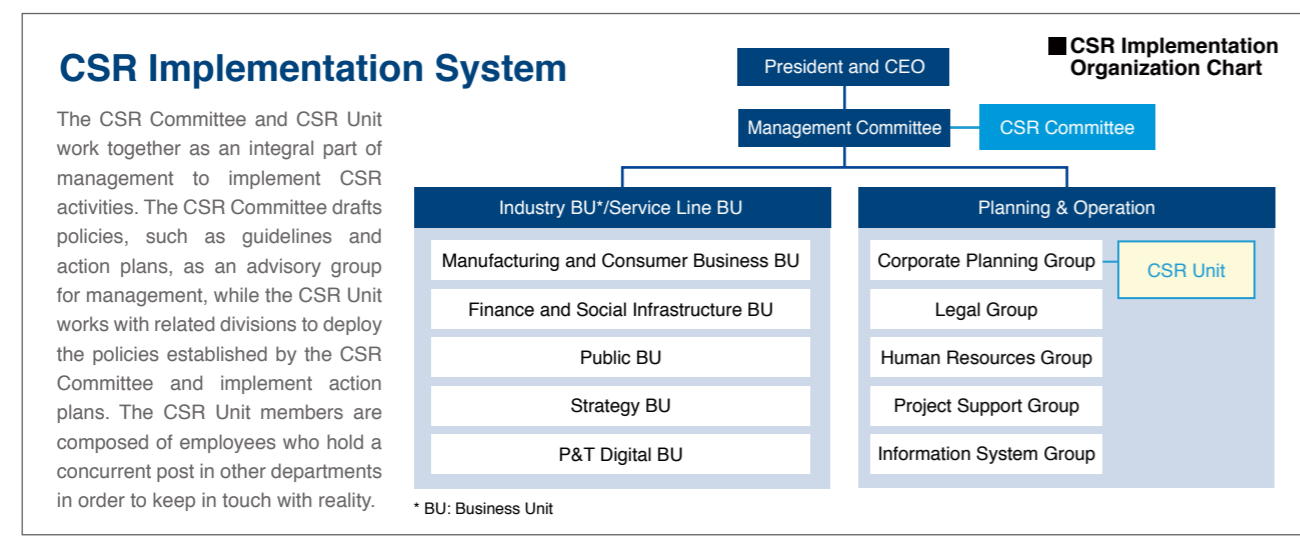 CSR Implementation System
The CSR Committee and CSR Unit
work together as an integral part of
management to implement CSR
activities. The CSR Committee drafts
policies, such as guidelines and
action plans, as an advisory group
for management, while the CSR Unit
works with related divisions to deploy
the policies established by the CSR
Committee and implement action
plans. The CSR Unit members are
composed of employees who hold a
concurrent post in other departments
in order to keep in touch with reality.
■CSR Implementation
Organization Chart
President and CEO
Management Committee
CSR Committee
Industry BU*/Service Line BU
Manufacturing and Consumer Business BU
Finance and Social Infrastructure BU
Public BU
Strategy BU
P&T Digital BU
Planning & Operation
Corporate Planning Group
CSR Unit
Legal Group
Human Resources Group
Project Support Group
Information System Group
* BU: Business Unit